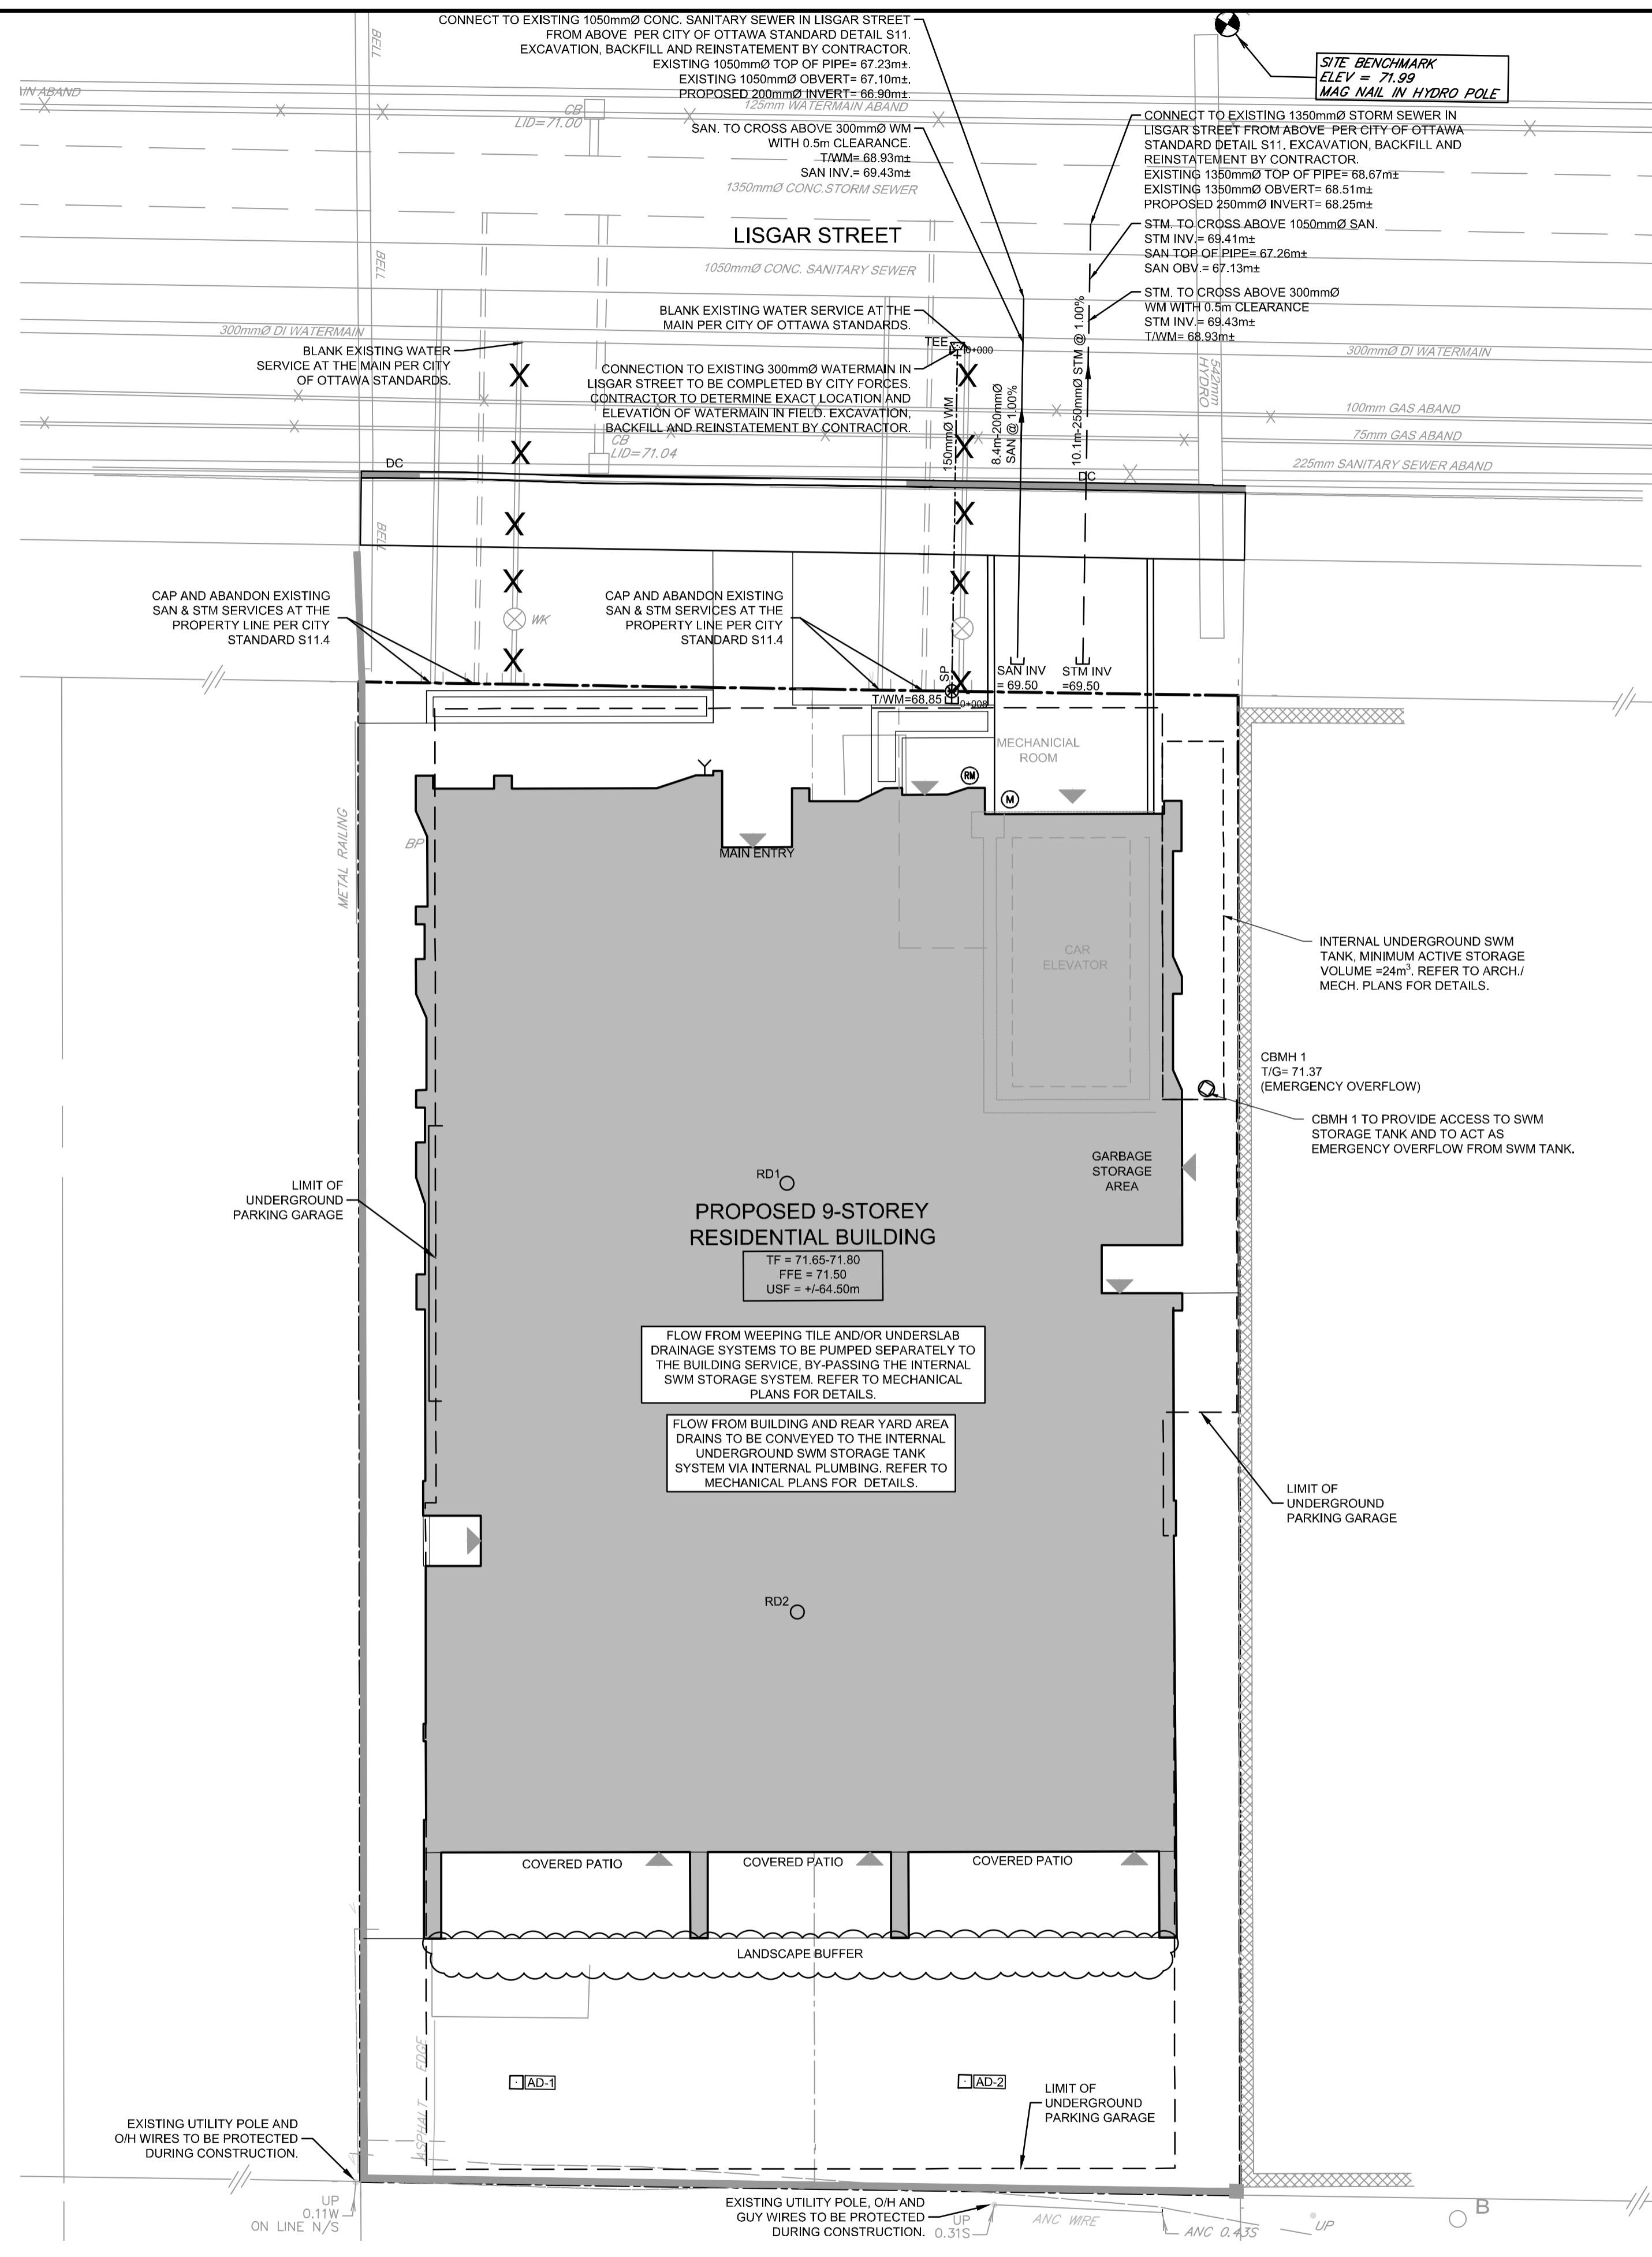 CONNECT TO EXISTING 1050mmØ CONC. SANITARY SEWER IN LISGAR STREET
FROM ABOVE PER CITY OF OTTAWA STANDARD DETAIL S11.
EXCAVATION, BACKFILL AND REINSTATEMENT BY CONTRACTOR.
EXISTING 1050mmØ TOP OF PIPE= 67.23m±.
EXISTING 1050mmØ OBVERT= 67.10m±.
PROPOSED 200mmØ INVERT= 66.90m±.
SITE BENCHMARK
ELEV = 71.99
MAG NAIL IN HYDRO POLE
BELL
IN ABAND
CB
LID=71.00
125mm WATERMAIN ABAND
SAN. TO CROSS ABOVE 300mmØ WM
WITH 0.5m CLEARANCE.
T/WM= 68.93m±
SAN INV.= 69.43m±
CONNECT TO EXISTING 1350mmØ STORM SEWER IN
LISGAR STREET FROM ABOVE PER CITY OF OTTAWA
STANDARD DETAIL S11. EXCAVATION, BACKFILL AND
REINSTATEMENT BY CONTRACTOR.
EXISTING 1350mmØ TOP OF PIPE= 68.67m±
EXISTING 1350mmØ OBVERT= 68.51m±
PROPOSED 250mmØ INVERT= 68.25m±
1350mmØ CONC.STORM SEWER
LISGAR STREET
STM. TO CROSS ABOVE 1050mmØ SAN.
STM INV.= 69.41m±
SAN TOP OF PIPE= 67.26m±
SAN OBV.= 67.13m±
BELL
1050mmØ CONC. SANITARY SEWER
STM. TO CROSS ABOVE 300mmØ
WM WITH 0.5m CLEARANCE
STM INV.= 69.43m±
T/WM= 68.93m±
BLANK EXISTING WATER SERVICE AT THE
MAIN PER CITY OF OTTAWA STANDARDS.
300mmØ DI WATERMAIN
BLANK EXISTING WATER
SERVICE AT THE MAIN PER CITY
OF OTTAWA STANDARDS.
TEE
0+000
300mmØ DI WATERMAIN
CONNECTION TO EXISTING 300mmØ WATERMAIN IN
LISGAR STREET TO BE COMPLETED BY CITY FORCES.
CONTRACTOR TO DETERMINE EXACT LOCATION AND
ELEVATION OF WATERMAIN IN FIELD. EXCAVATION,
BACKFILL AND REINSTATEMENT BY CONTRACTOR.
150mmØ WM
8.4m-200mmØ
SAN @ 1.00%
10.1m-250mmØ STM @ 1.00%
542mm
HYDRO
100mm GAS ABAND
75mm GAS ABAND
225mm SANITARY SEWER ABAND
CB
LID=71.04
DC
DC
BELL
CAP AND ABANDON EXISTING
SAN & STM SERVICES AT THE
PROPERTY LINE PER CITY
STANDARD S11.4
WK
CAP AND ABANDON EXISTING
SAN & STM SERVICES AT THE
PROPERTY LINE PER CITY
STANDARD S11.4
SP
T/WM=68.85
0+008
SAN INV
= 69.50
STM INV
=69.50
MECHANICIAL
ROOM
RM
M
METAL RAILING
BP
MAIN ENTRY
CAR
ELEVATOR
INTERNAL UNDERGROUND SWM
TANK, MINIMUM ACTIVE STORAGE
VOLUME =24m³. REFER TO ARCH./
MECH. PLANS FOR DETAILS.
CBMH 1
T/G= 71.37
(EMERGENCY OVERFLOW)
CBMH 1 TO PROVIDE ACCESS TO SWM
STORAGE TANK AND TO ACT AS
EMERGENCY OVERFLOW FROM SWM TANK.
GARBAGE
STORAGE
AREA
LIMIT OF
UNDERGROUND
PARKING GARAGE
RD1
PROPOSED 9-STOREY
RESIDENTIAL BUILDING
TF = 71.65-71.80
FFE = 71.50
USF = +/-64.50m
FLOW FROM WEEPING TILE AND/OR UNDERSLAB
DRAINAGE SYSTEMS TO BE PUMPED SEPARATELY TO
THE BUILDING SERVICE, BY-PASSING THE INTERNAL
SWM STORAGE SYSTEM. REFER TO MECHANICAL
PLANS FOR DETAILS.
FLOW FROM BUILDING AND REAR YARD AREA
DRAINS TO BE CONVEYED TO THE INTERNAL
UNDERGROUND SWM STORAGE TANK
SYSTEM VIA INTERNAL PLUMBING. REFER TO
MECHANICAL PLANS FOR DETAILS.
LIMIT OF
UNDERGROUND
PARKING GARAGE
RD2
COVERED PATIO
COVERED PATIO
COVERED PATIO
LANDSCAPE BUFFER
ASPHALT EDGE
AD-1
AD-2
LIMIT OF
UNDERGROUND
PARKING GARAGE
EXISTING UTILITY POLE AND
O/H WIRES TO BE PROTECTED
DURING CONSTRUCTION.
UP
0.11W
ON LINE N/S
EXISTING UTILITY POLE, O/H AND
GUY WIRES TO BE PROTECTED
DURING CONSTRUCTION.
UP
0.31S
ANC WIRE
ANC 0.43S
UP
B